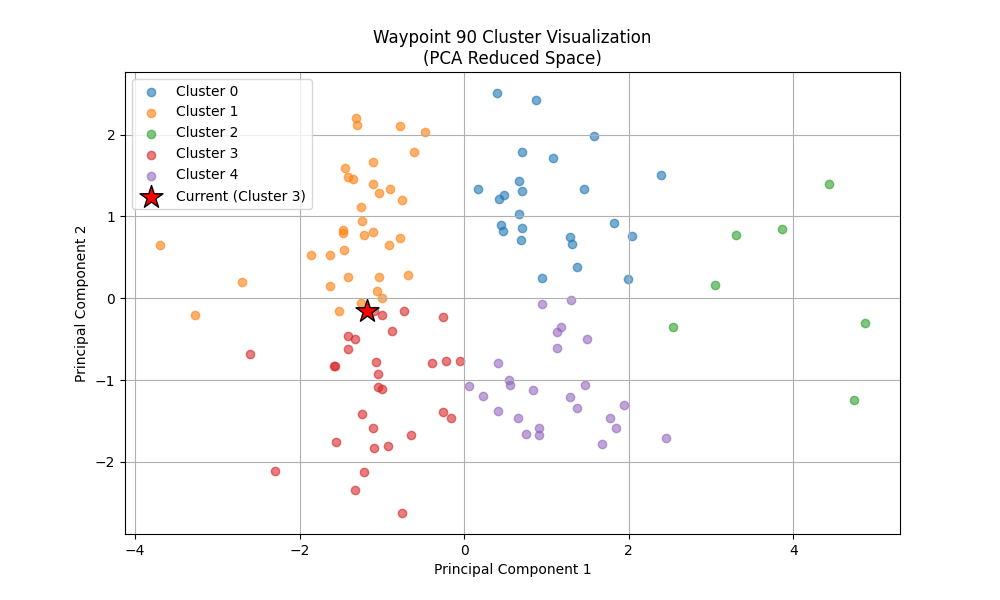 Waypoint 90 Cluster Visualization
(PCA Reduced Space)
Cluster 0
Cluster 1
Cluster 2
Cluster 3
Cluster 4
Current (Cluster 3)
Principal Component 2
2
1
0
−1
−2
−4
−2
0
2
4
Principal Component 1